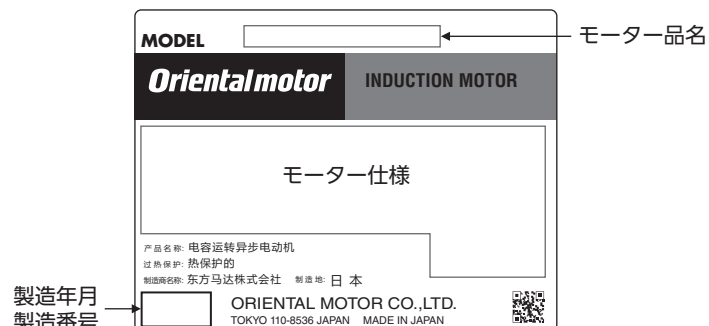 MODEL
モーター品名
Orientalmotor
INDUCTION MOTOR
モーター仕様
产品名称: 电容运转异步电动机
过热保护: 热保护的
制造商名称: 东方马达株式会社 制造地: 日 本
製造年月
製造番号
ORIENTAL MOTOR CO.,LTD.
TOKYO 110-8536 JAPAN MADE IN JAPAN